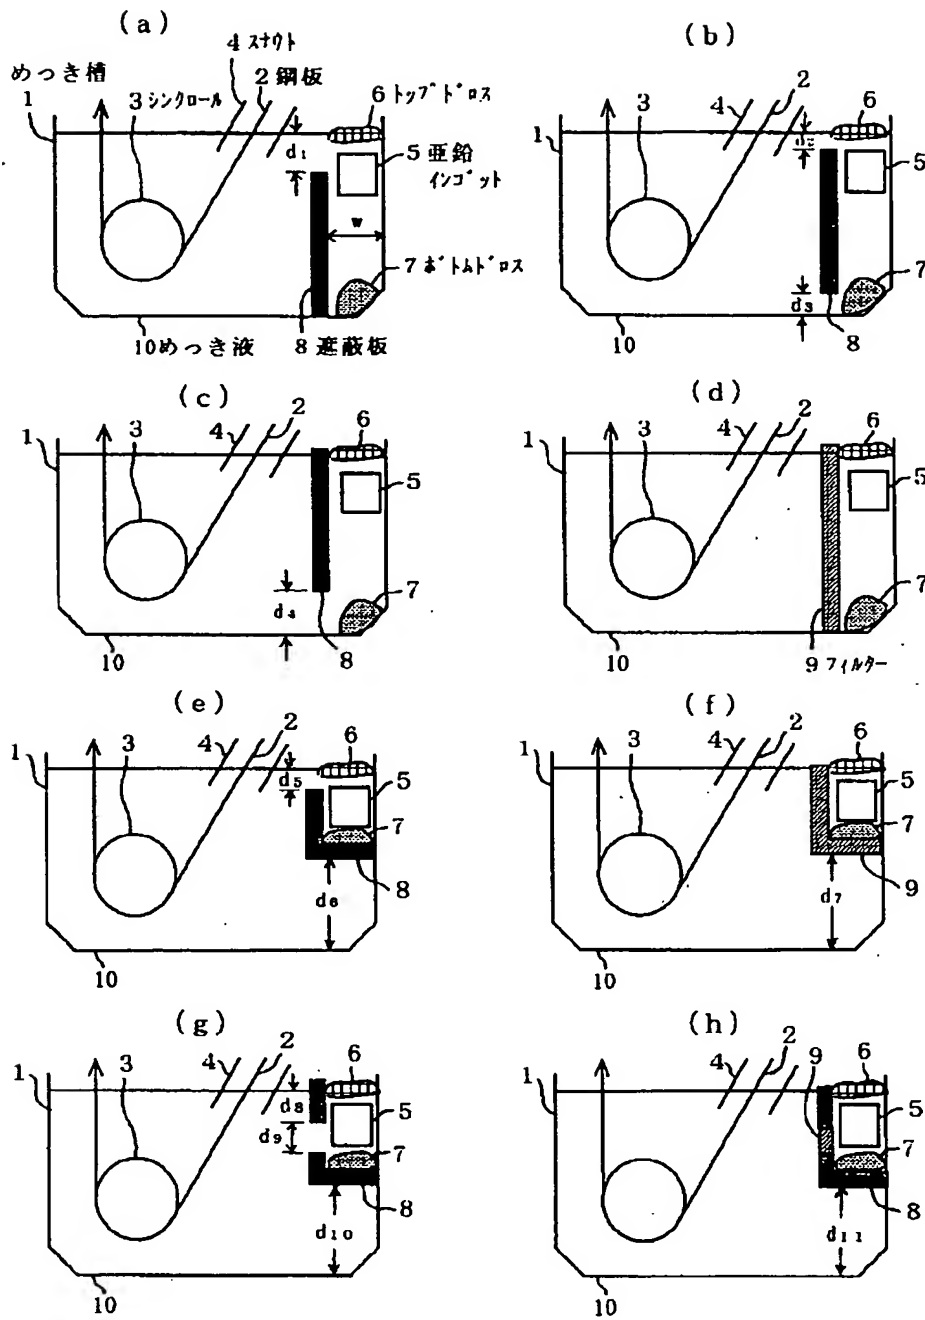 (a)
4 スナウト
めっき槽
2 鋼板
1
3 シンクロール
6 トップドロス
d₁
5 亜鉛
インゴット
w
7 ボトムドロス
10 めっき液
8 遮蔽板
(b)
1
3
4
2
6
d₂
5
7
d₃
10
8
(c)
1
3
4
2
6
5
7
d₄
10
8
(d)
1
3
4
2
6
5
7
10
9 フィルター
(e)
1
3
4
2
6
d₅
5
7
8
d₆
10
(f)
1
3
4
2
6
5
7
9
d₇
10
(g)
1
3
4
2
6
d₈
5
d₉
7
8
d₁₀
10
(h)
1
3
4
2
9
6
5
7
8
d₁₁
10